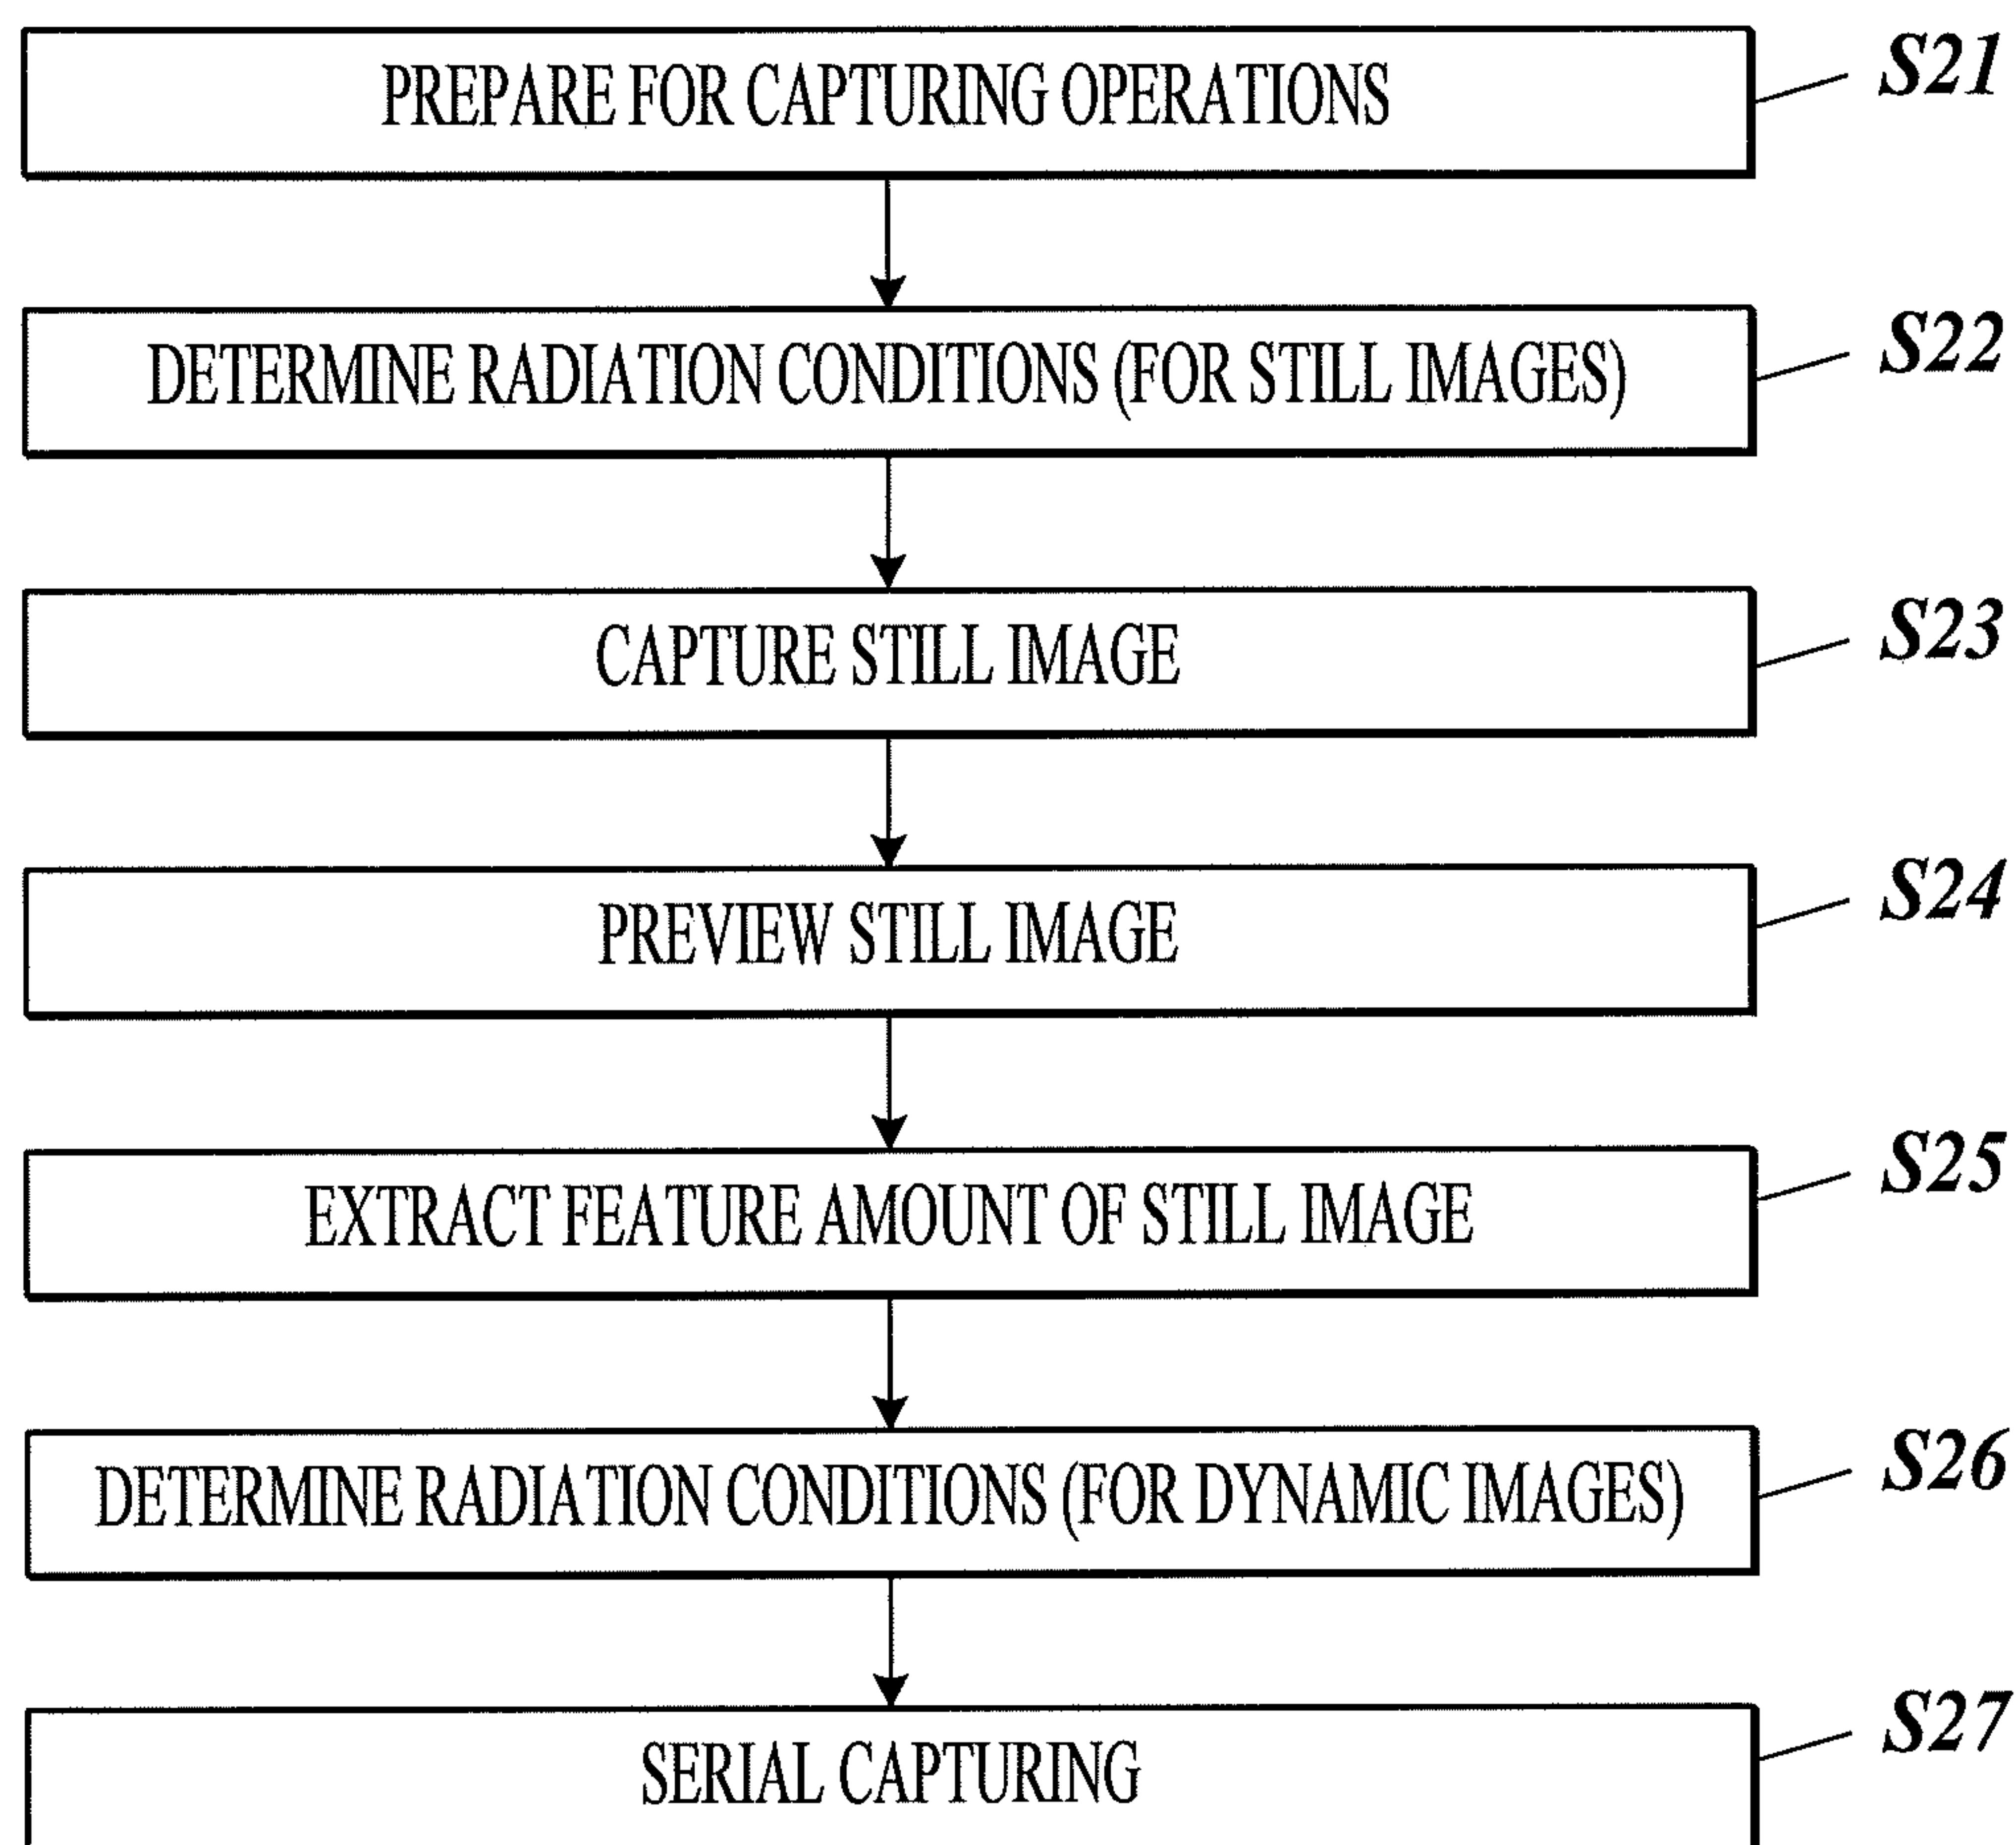 PREPARE FOR CAPTURING OPERATIONS S21
DETERMINE RADIATION CONDITIONS (FOR STILL IMAGES) S22
CAPTURE STILL IMAGE S23
PREVIEW STILL IMAGE S24
EXTRACT FEATURE AMOUNT OF STILL IMAGE S25
DETERMINE RADIATION CONDITIONS (FOR DYNAMIC IMAGES) S26
SERIAL CAPTURING S27